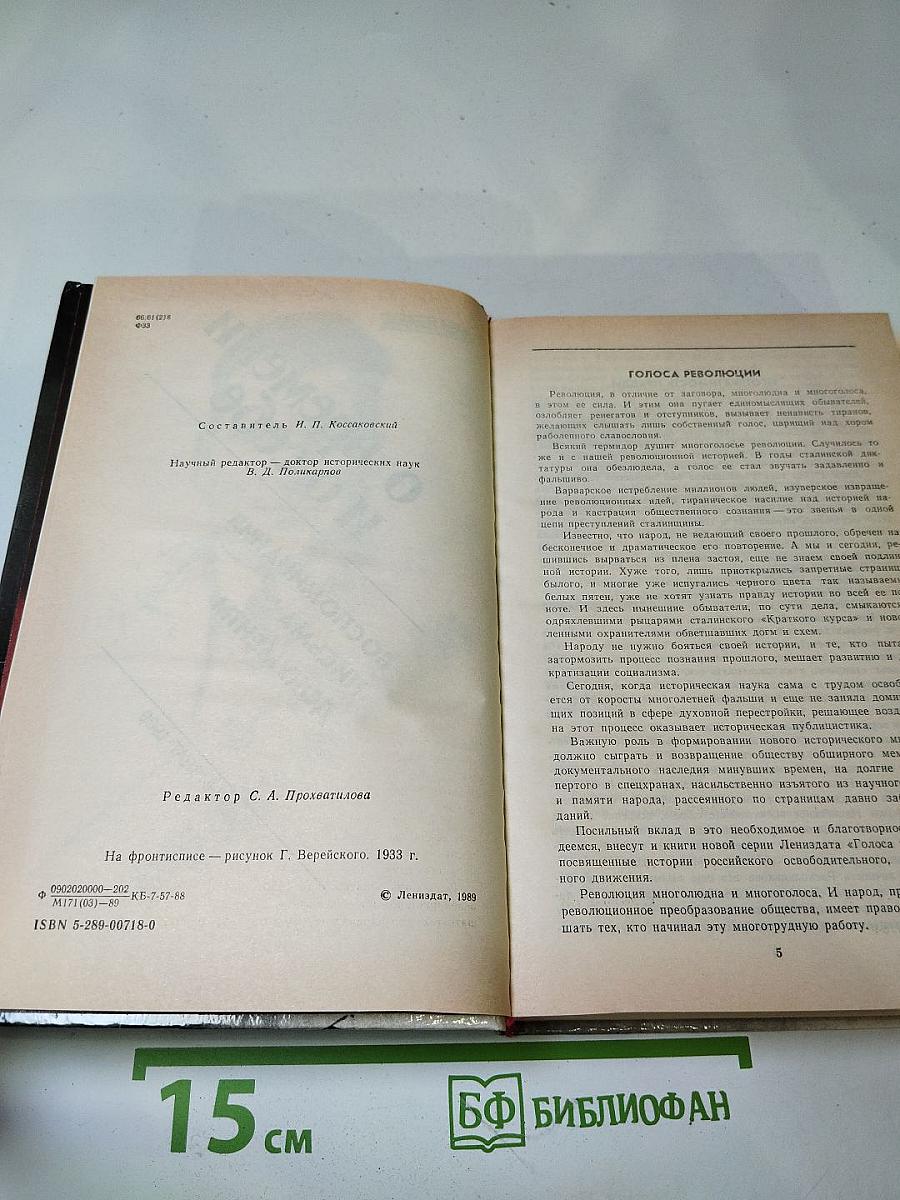 66.61(2)8
Ф33
Составитель И. П. Коссаковский
Научный редактор — доктор исторических наук
В. Д. Поликарпов
Редактор С. А. Прохватилова
На фронтисписе — рисунок Г. Верейского. 1933 г.
Ф 0902020000—202
М171(03)—89
КБ-7-57-88
© Лениздат, 1989
ISBN 5-289-00718-0
ГОЛОСА РЕВОЛЮЦИИ
Революция, в отличие от заговора, многолюдна и многоголоса,
в этом ее сила. И этим она пугает единомыслящих обывателей,
озлобляет ренегатов и отступников, вызывает ненависть тиранов,
желающих слышать лишь собственный голос, царящий над хором
раболепного славословия.
Всякий термидор душит многоголосье революции. Случилось то
же и с нашей революционной историей. В годы сталинской дик-
татуры она обезлюдела, а голос ее стал звучать задавленно и
фальшиво.
Варварское истребление миллионов людей, изуверское извраще-
ние революционных идей, тираническое насилие над историей на-
рода и кастрация общественного сознания — это звенья в одной
цепи преступлений сталинщины.
Известно, что народ, не ведающий своего прошлого, обречен на
бесконечное и драматическое его повторение. А мы и сегодня, ре-
шившись вырваться из плена застоя, еще не знаем своей подлин
ной истории. Хуже того, лишь приоткрылись запретные страниц
былого, и многие уже испугались черного цвета так называем
белых пятен, уже не хотят узнать правду истории во всей ее по
ноте. И здесь нынешние обыватели, по сути дела, смыкаются
одряхлевшими рыцарями сталинского «Краткого курса» и ново
ленными охранителями обветшавших догм и схем.
Народу не нужно бояться своей истории, и те, кто пыта
затормозить процесс познания прошлого, мешает развитию и д
кратизации социализма.
Сегодня, когда историческая наука сама с трудом освоб
ется от коросты многолетней фальши и еще не заняла домин
щих позиций в сфере духовной перестройки, решающее возд
на этот процесс оказывает историческая публицистика.
Важную роль в формировании нового исторического мы
должно сыграть и возвращение обществу обширного мем
документального наследия минувших времен, на долгие
пертого в спецхранах, насильственно изъятого из научног
и памяти народа, рассеянного по страницам давно заб
даний.
Посильный вклад в это необходимое и благотворно
деемся, внесут и книги новой серии Лениздата «Голоса
посвященные истории российского освободительного,
ного движения.
Революция многолюдна и многоголоса. И народ, пр
революционное преобразование общества, имеет право
шать тех, кто начинал эту многотрудную работу.
5
15 см
БФ БИБЛИОФАН